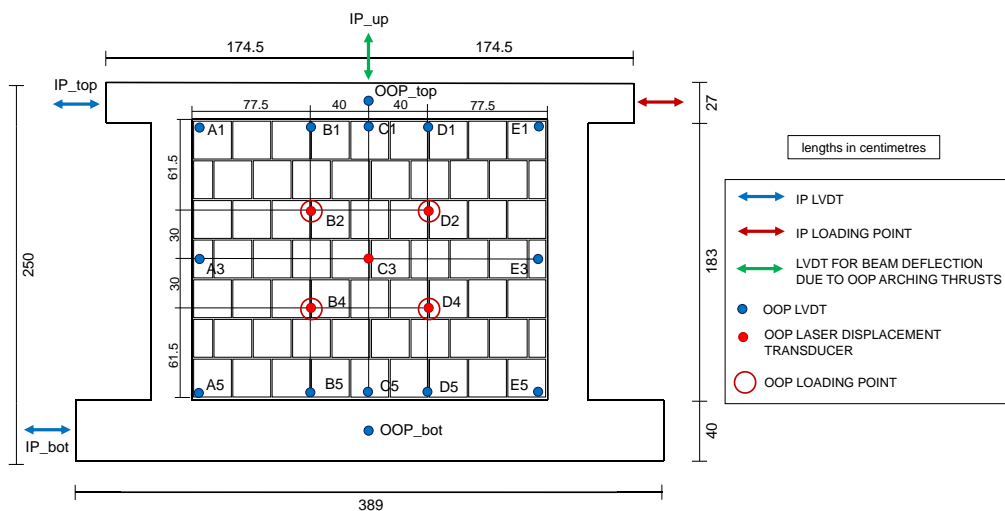 IP_up
174.5 174.5
IP_top
OOP_top
27
77.5 40 40 77.5
A1 B1 C1 D1 E1
lengths in centimetres
61.5
B2 D2
IP LVDT
30
IP LOADING POINT
250
A3 C3 E3
183
LVDT FOR BEAM DEFLECTION
DUE TO OOP ARCHING THRUSTS
30
B4 D4
OOP LVDT
OOP LASER DISPLACEMENT
TRANSDUCER
61.5
OOP LOADING POINT
A5 B5 C5 D5 E5
OOP_bot
40
IP_bot
389